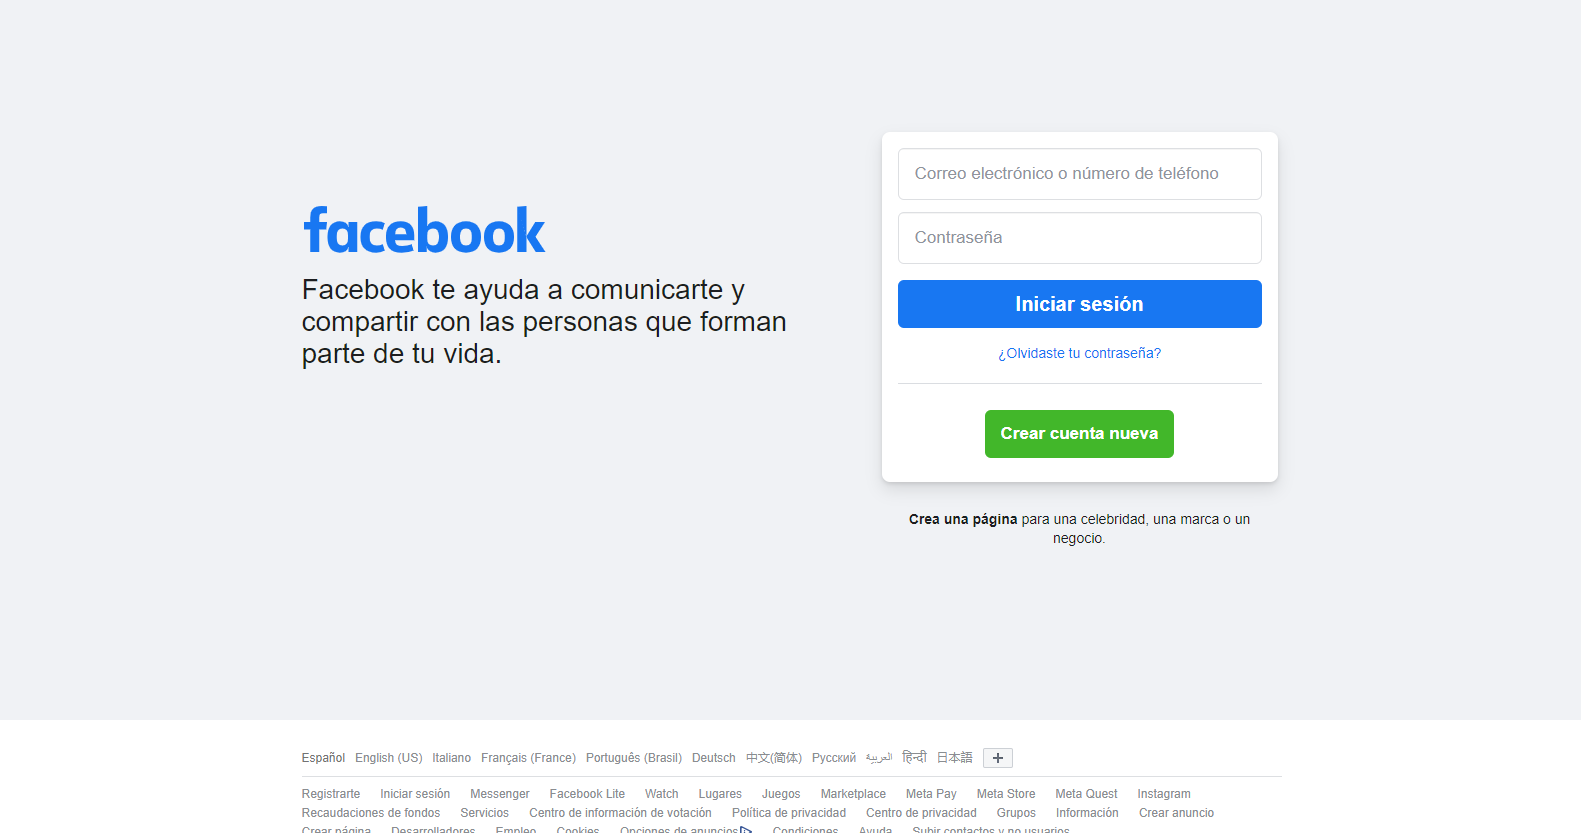 facebook
Facebook te ayuda a comunicarte y
compartir con las personas que forman
parte de tu vida.
Correo electrónico o número de teléfono
Contraseña
Iniciar sesión
¿Olvidaste tu contraseña?
Crear cuenta nueva
Crea una página para una celebridad, una marca o un
negocio.
Español English (US) Italiano Français (France) Português (Brasil) Deutsch 中文(简体) Русский العربية हिन्दी 日本語
Registrarte Iniciar sesión Messenger Facebook Lite Watch Lugares Juegos Marketplace Meta Pay Meta Store Meta Quest Instagram
Recaudaciones de fondos Servicios Centro de información de votación Política de privacidad Centro de privacidad Grupos Información Crear anuncio
Crear página Desarrolladores Empleo Cookies Opciones de anuncios Condiciones Ayuda Subir contactos y no usuarios